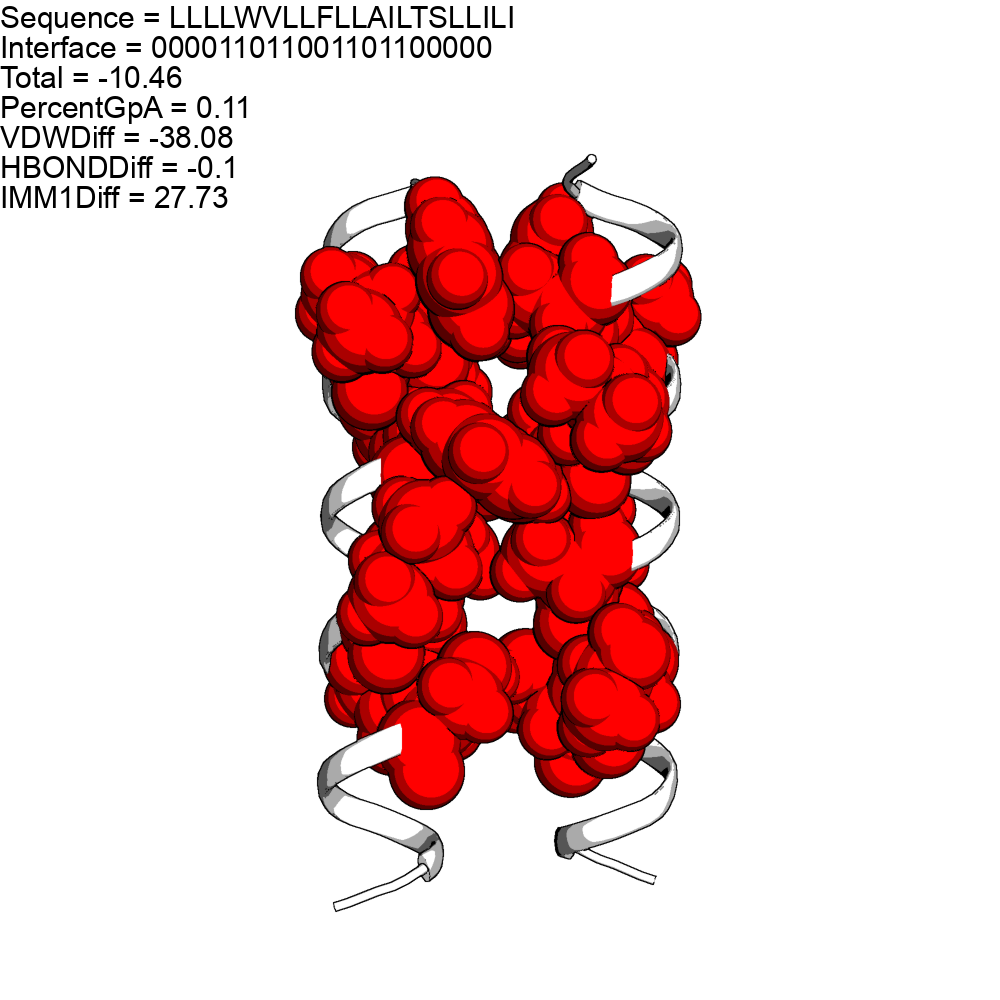 Sequence = LLLLWVLLFLLAILTSLLILI
Interface = 000011011001101100000
Total = -10.46
PercentGpA = 0.11
VDWDiff = -38.08
HBONDDiff = -0.1
IMM1Diff = 27.73